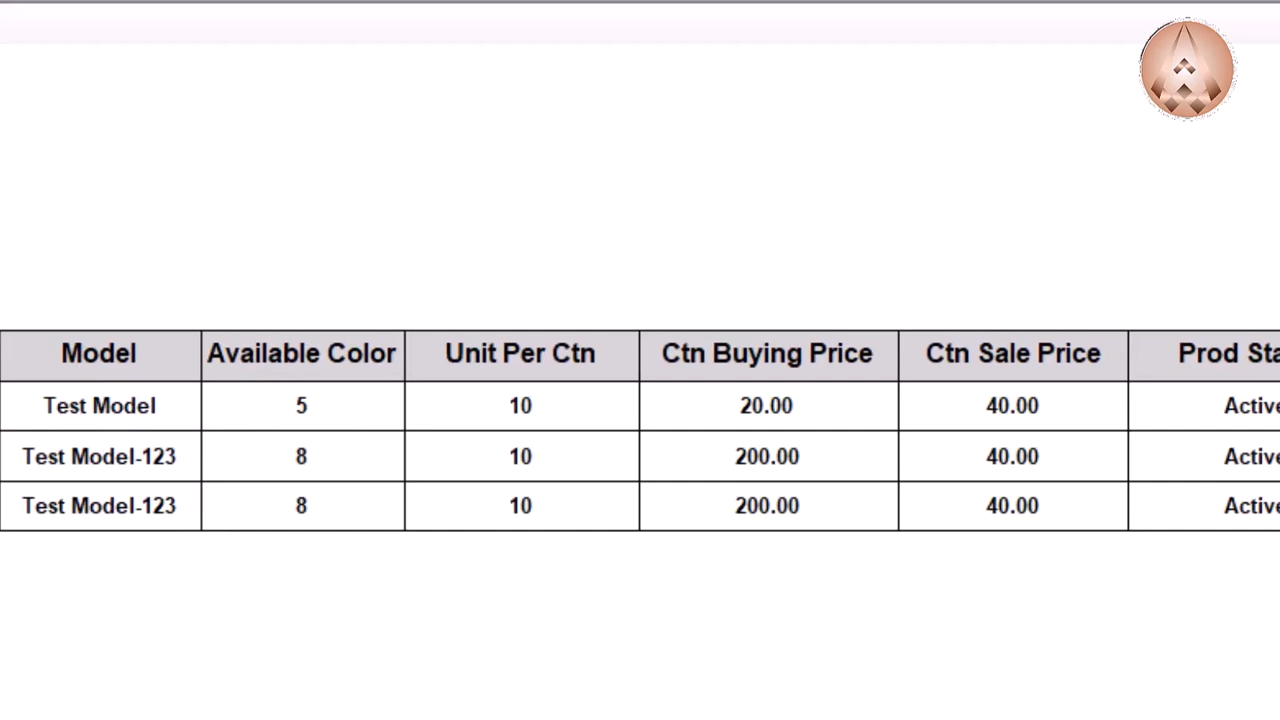 Model Available Color Unit Per Ctn Ctn Buying Price Ctn Sale Price Prod Sta
Test Model 5 10 20.00 40.00 Active
Test Model-123 8 10 200.00 40.00 Active
Test Model-123 8 10 200.00 40.00 Active